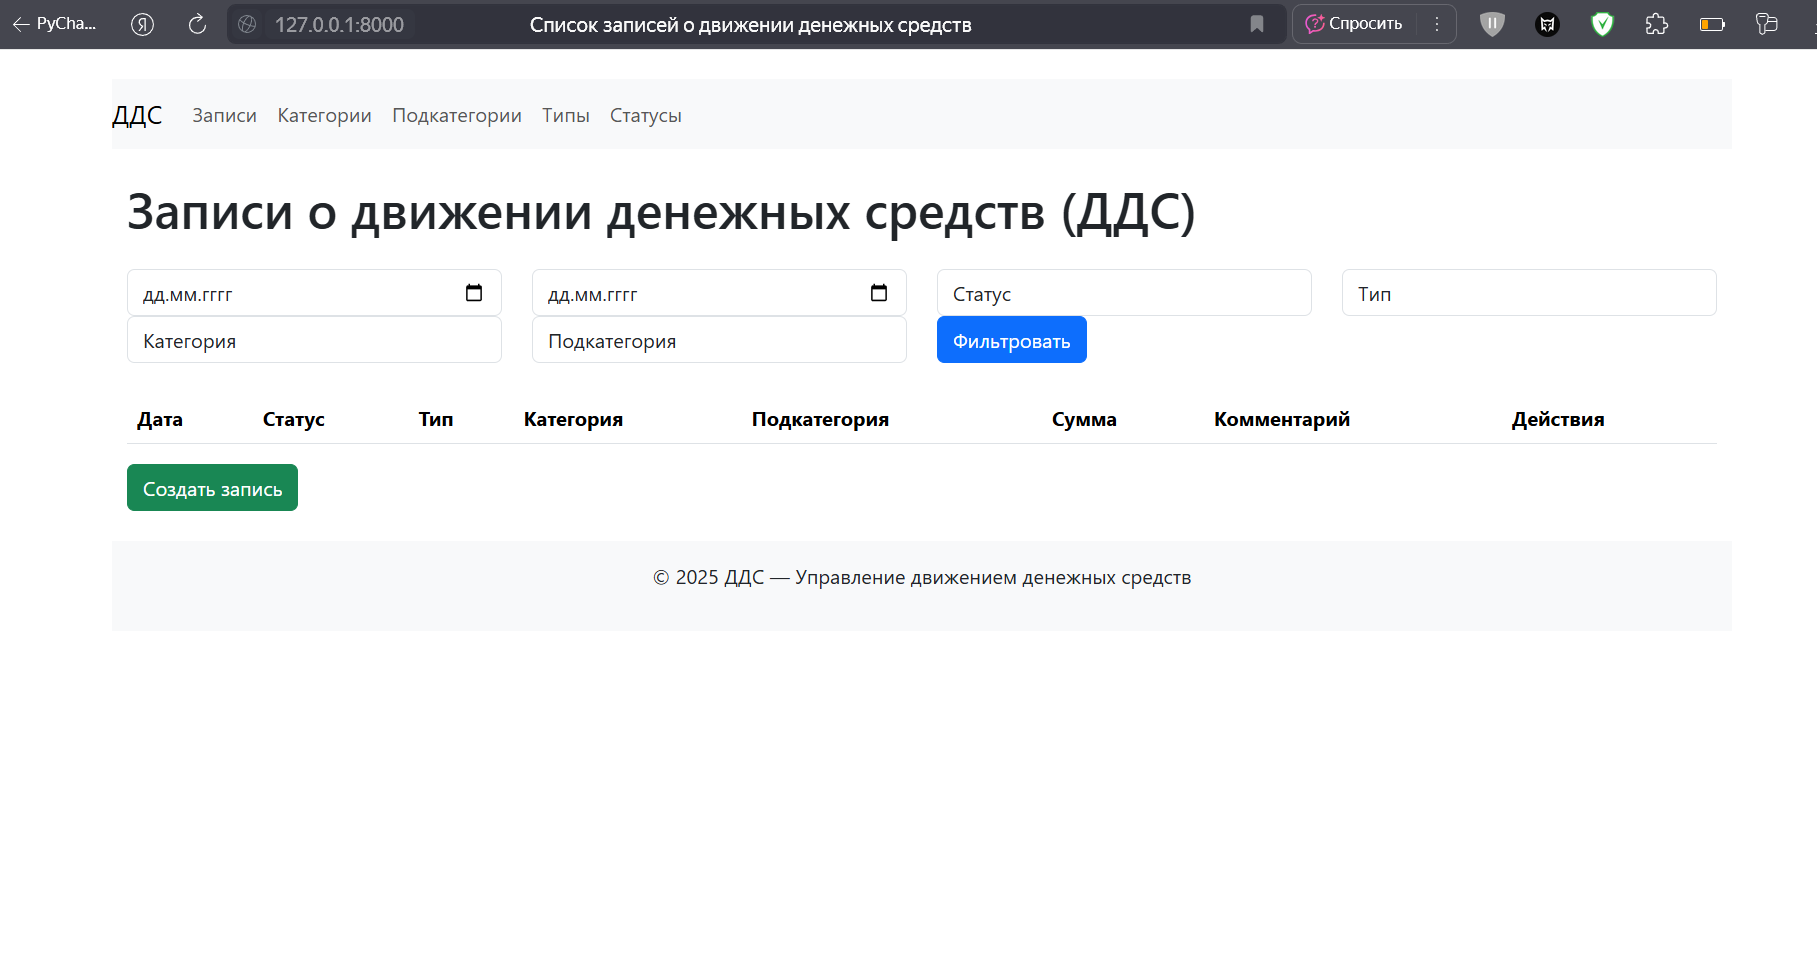 PyCha... Я 127.0.0.1:8000 Список записей о движении денежных средств Спросить
ДДС Записи Категории Подкатегории Типы Статусы
Записи о движении денежных средств (ДДС)
дд.мм.гггг дд.мм.гггг Статус Тип
Категория Подкатегория Фильтровать
Дата Статус Тип Категория Подкатегория Сумма Комментарий Действия
Создать запись
© 2025 ДДС — Управление движением денежных средств